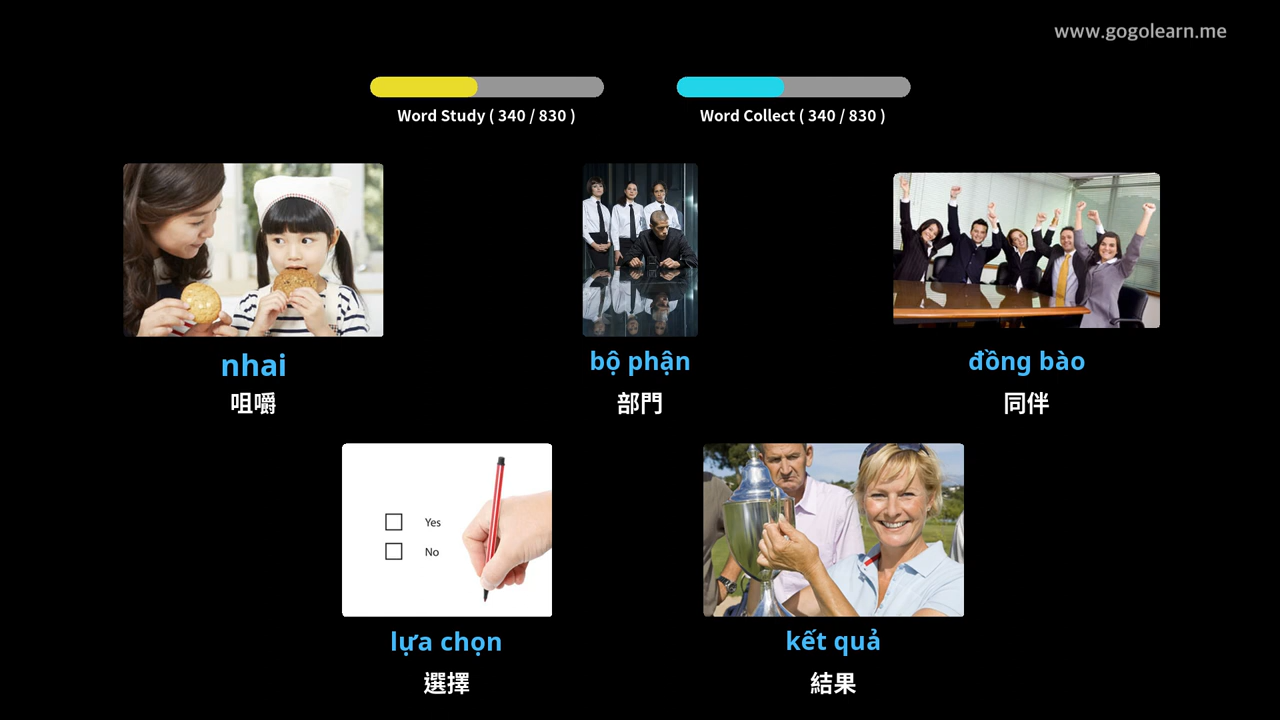 www.gogolearn.me
Word Study ( 340 / 830 )
Word Collect ( 340 / 830 )
nhai
咀嚼
bộ phận
部門
đồng bào
同伴
Yes
No
lựa chọn
選擇
kết quả
結果